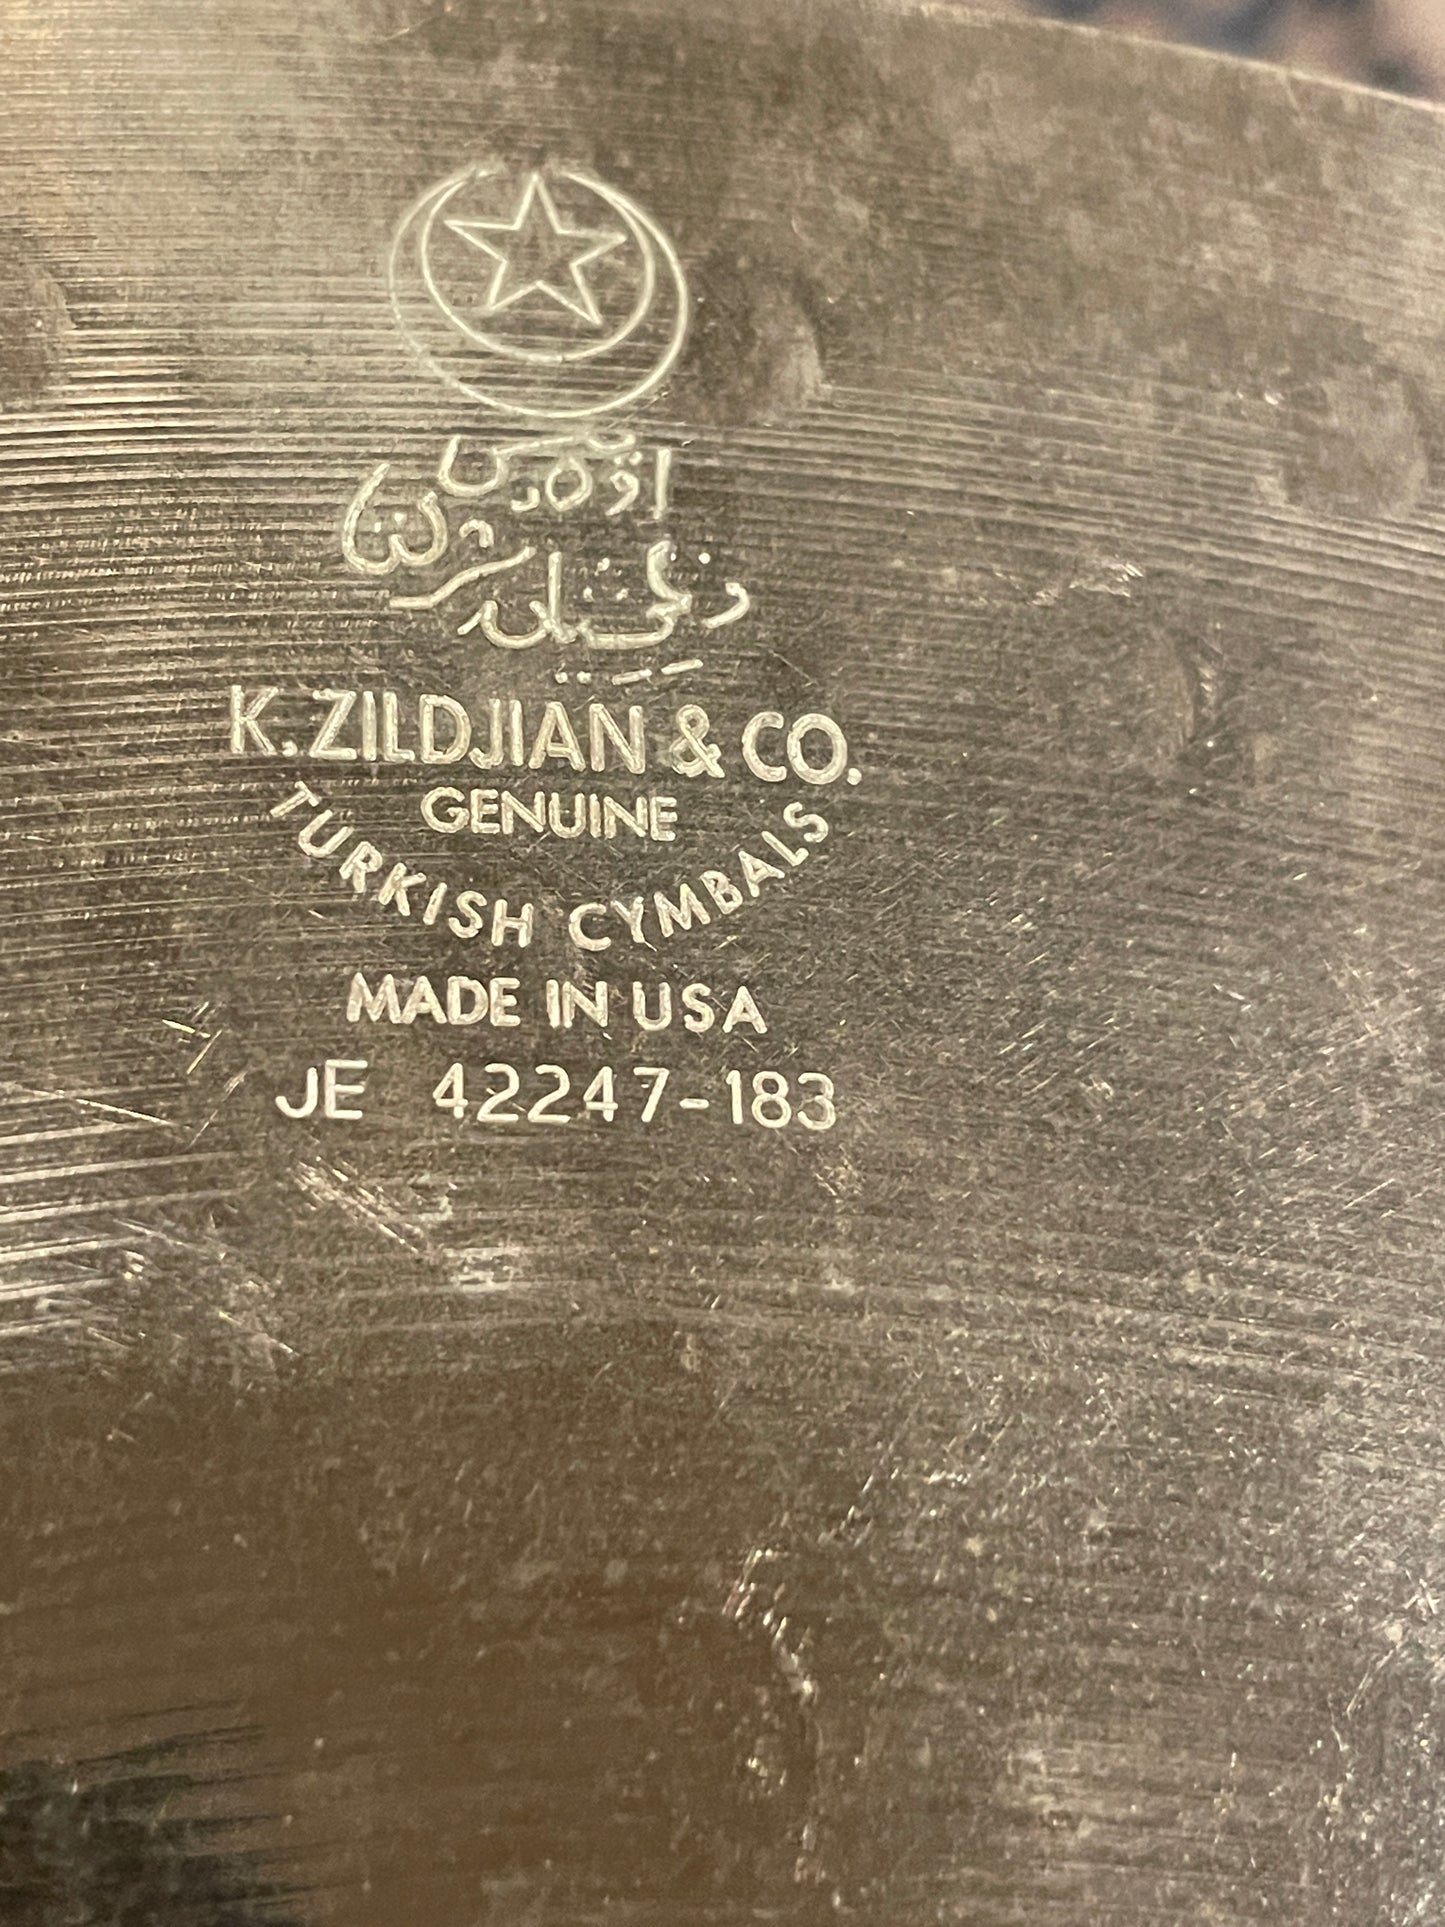 K. ZILDJIAN & CO.
GENUINE
TURKISH CYMBALS
MADE IN USA
JE 42247-183